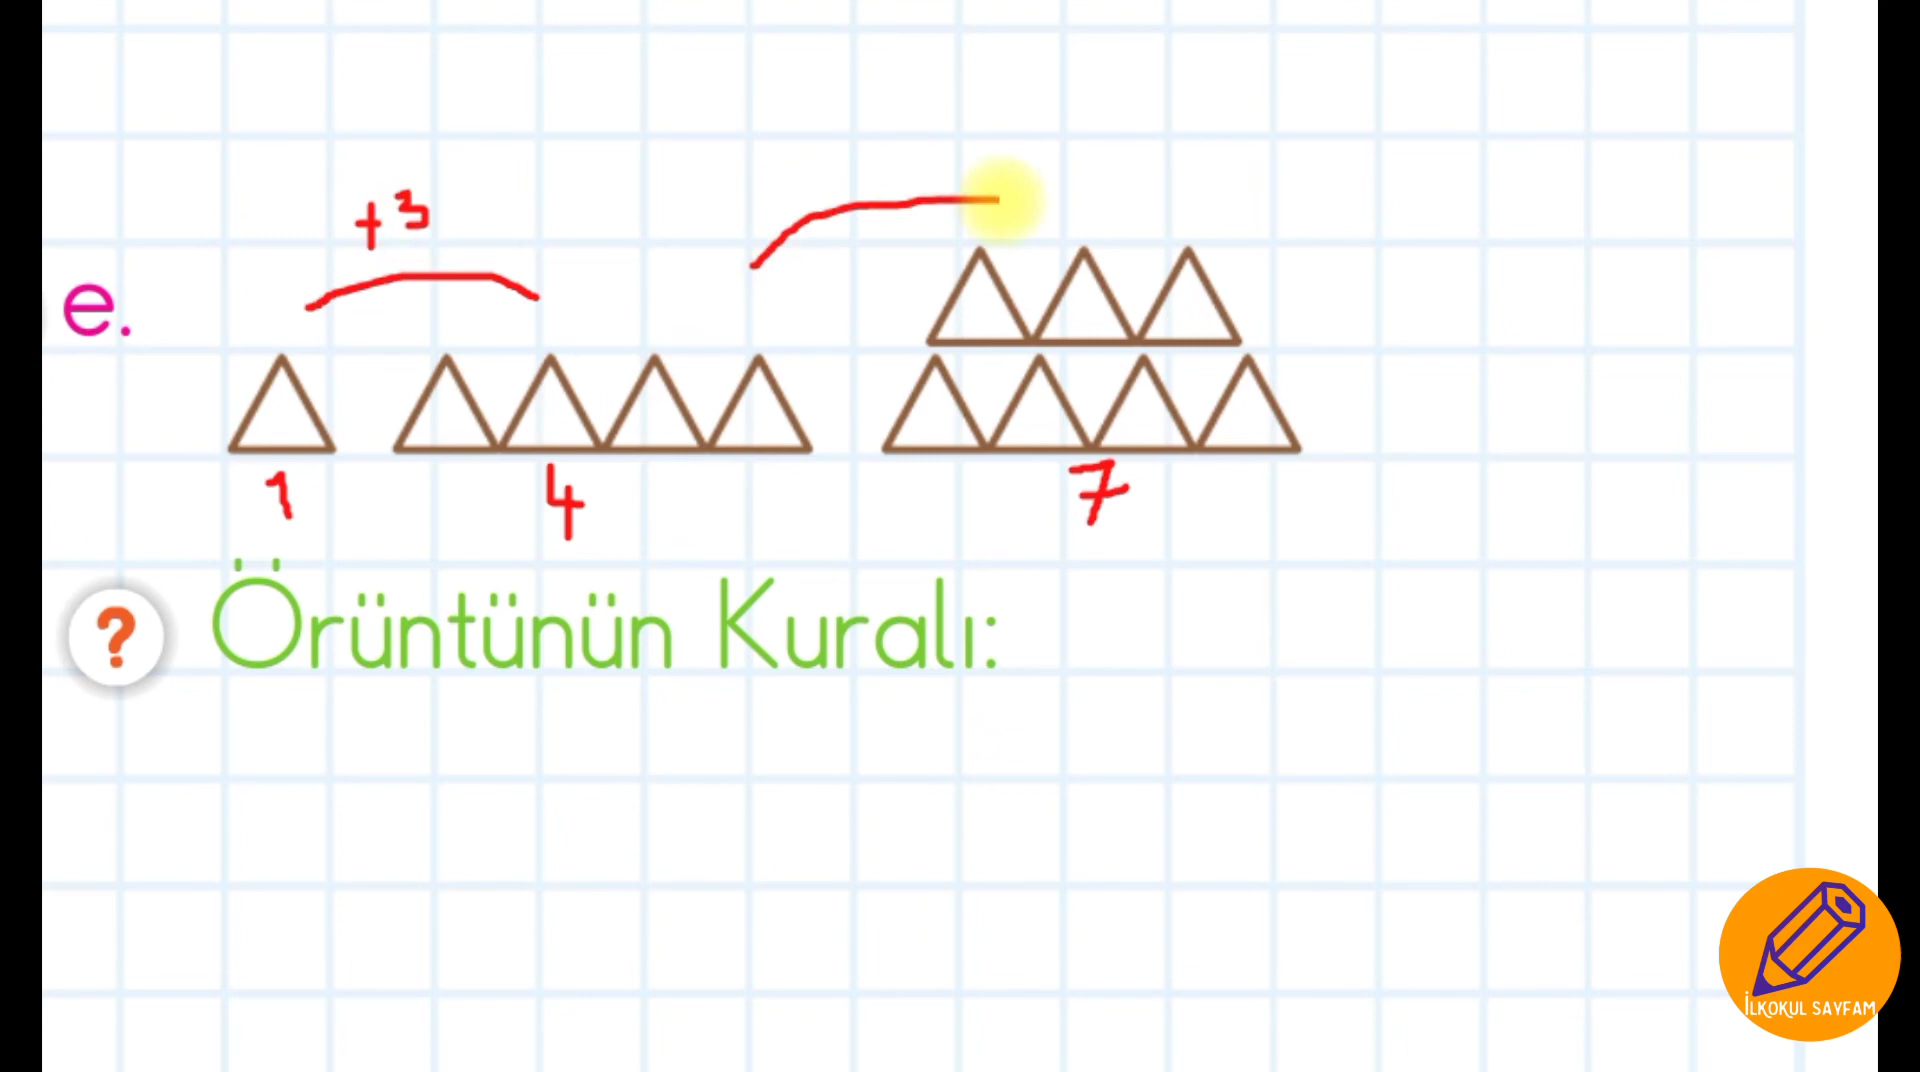 +3
e.
1 4 7
? Örüntünün Kuralı:
İLKOKUL SAYFAM